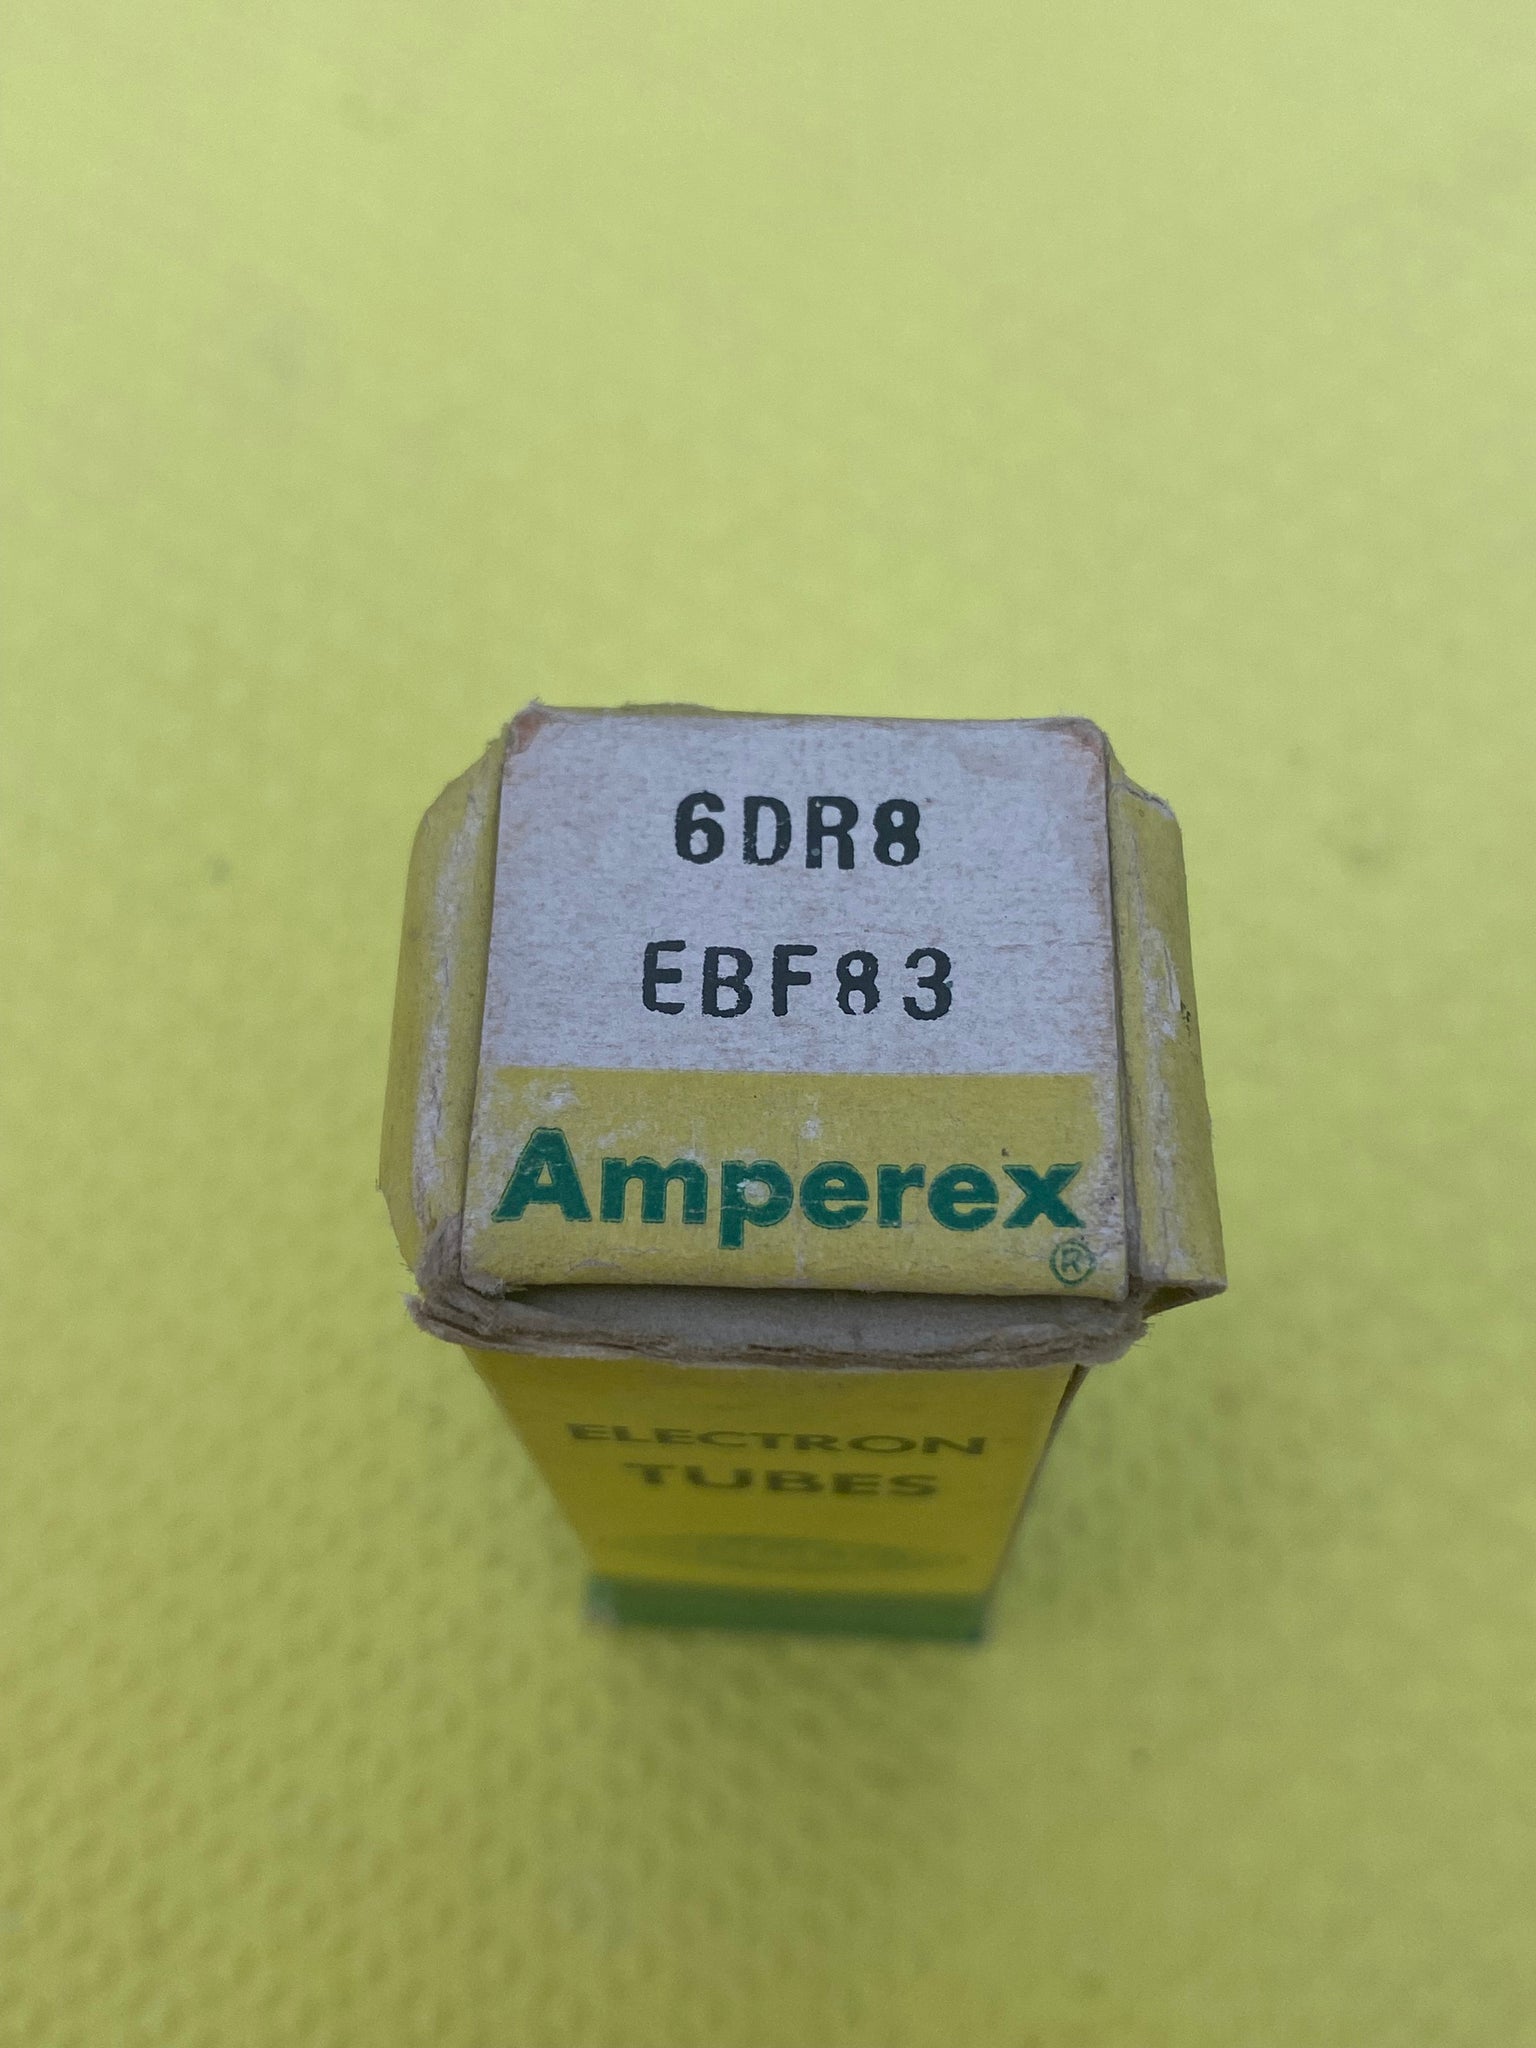 6DR8
EBF83
Amperex
®
ELECTRON
TUBES